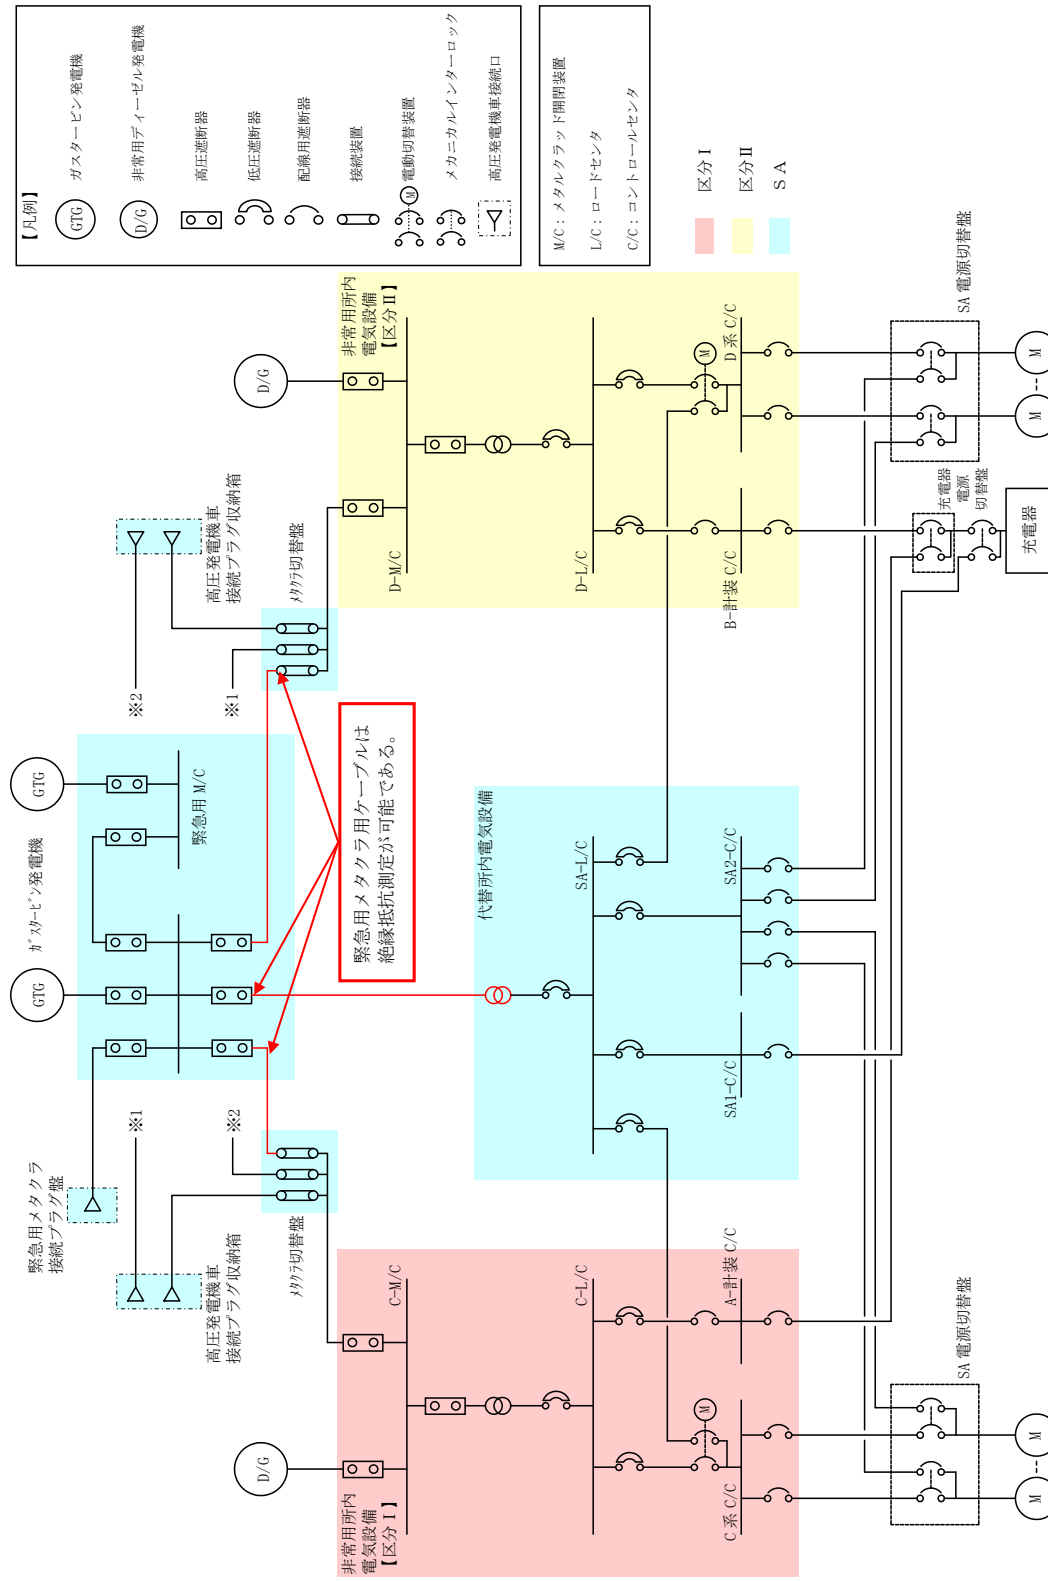 【凡例】
GTG
ガスタービン発電機
D/G
非常用ディーゼル発電機
高圧遮断器
低圧遮断器
配線用遮断器
接続装置
M
電動切替装置
メカニカルインターロック
高圧発電機車接続口
M/C：メタルクラッド開閉装置
L/C：ロードセンタ
C/C：コントロールセンタ
区分Ⅰ
区分Ⅱ
ＳＡ
緊急用メタクラ
接続プラグ盤
GTG
ガスタービン発電機
GTG
緊急用 M/C
高圧発電機車
接続プラグ収納箱
※1
※2
高圧発電機車
接続プラグ収納箱
※2
※1
メタクラ切替盤
メタクラ切替盤
緊急用メタクラ用ケーブルは
絶縁抵抗測定が可能である。
D/G
非常用所内
電気設備
【区分Ⅰ】
C-M/C
C-L/C
M
C 系 C/C
A-計装 C/C
代替所内電気設備
SA-L/C
SA1-C/C
SA2-C/C
D/G
非常用所内
電気設備
【区分Ⅱ】
D-M/C
D-L/C
M
B-計装 C/C
D 系 C/C
SA 電源切替盤
M
M
充電器
電源
切替盤
充電器
SA 電源切替盤
M
M